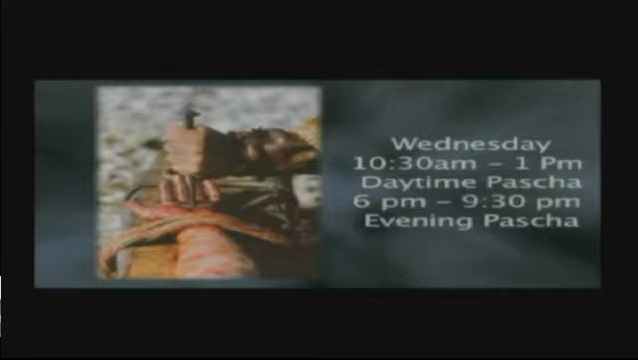 Wednesday
10:30am - 1 Pm
Daytime Pascha
6 pm - 9:30 pm
Evening Pascha